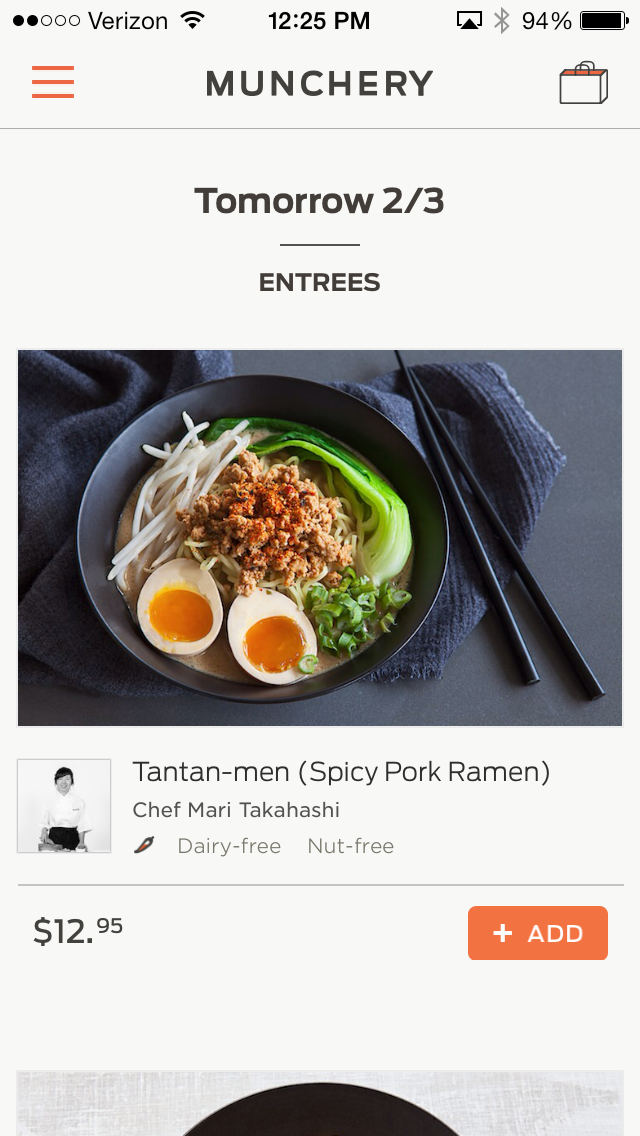 Verizon 12:25 PM 94%
MUNCHERY
Tomorrow 2/3
ENTREES
Tantan-men (Spicy Pork Ramen)
Chef Mari Takahashi
Dairy-free Nut-free
$12.95
+ ADD